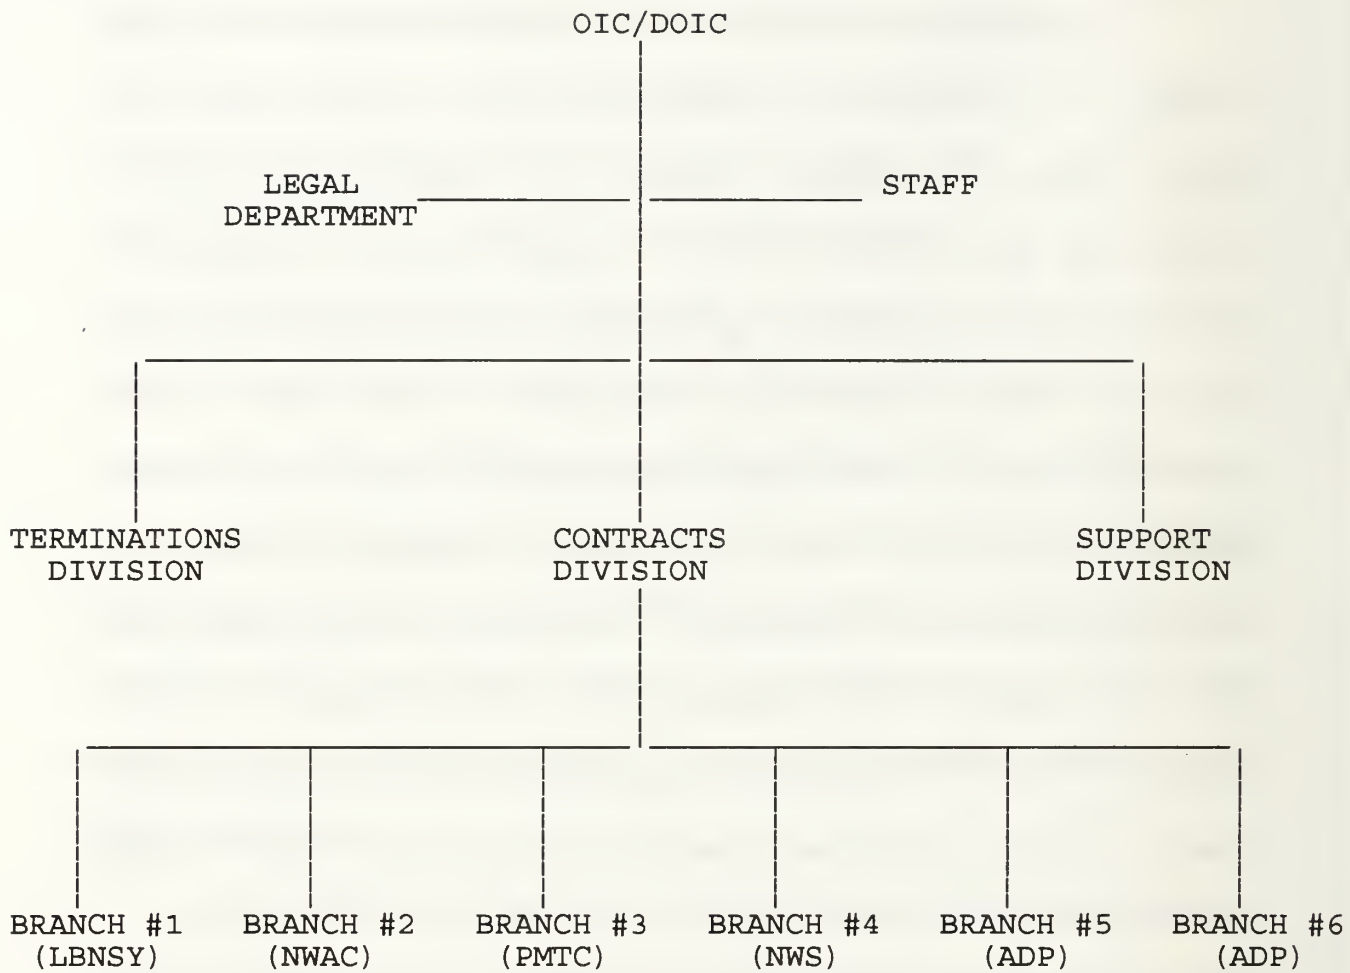 OIC/DOIC
LEGAL
DEPARTMENT
STAFF
TERMINATIONS
DIVISION
CONTRACTS
DIVISION
SUPPORT
DIVISION
BRANCH #1
(LBNSY)
BRANCH #2
(NWAC)
BRANCH #3
(PMTC)
BRANCH #4
(NWS)
BRANCH #5
(ADP)
BRANCH #6
(ADP)